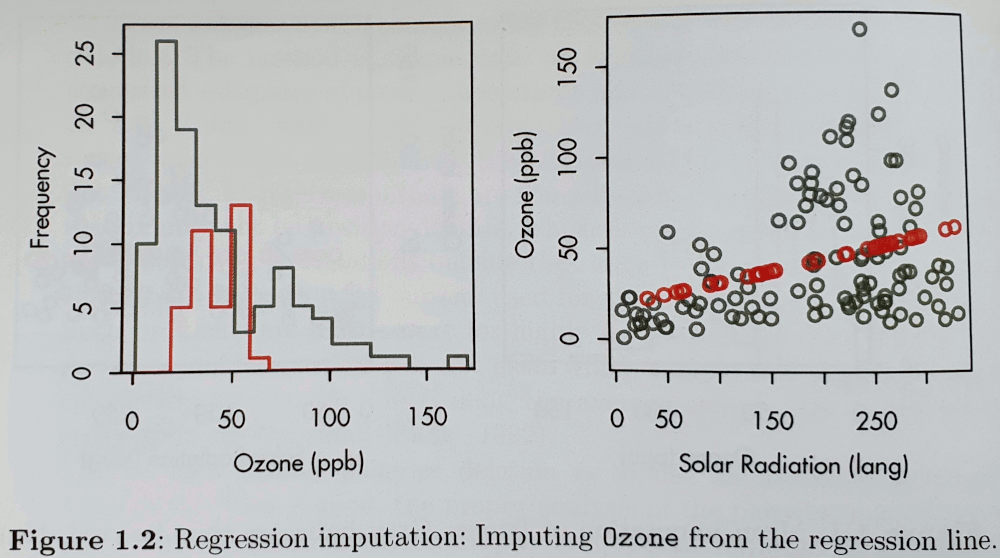 Frequency
0
5
10
15
20
25
0 50 100 150
Ozone (ppb)
Ozone (ppb)
0
50
100
150
0 50 150 250
Solar Radiation (lang)
Figure 1.2: Regression imputation: Imputing Ozone from the regression line.